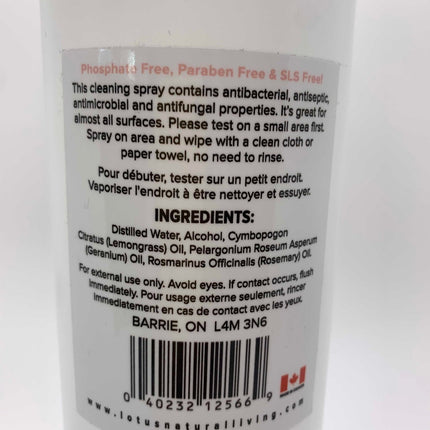 Phosphate Free, Paraben Free & SLS Free!
This cleaning spray contains antibacterial, antiseptic,
antimicrobial and antifungal properties. It's great for
almost all surfaces. Please test on a small area first.
Spray on area and wipe with a clean cloth or
paper towel, no need to rinse.
Pour débuter, tester sur un petit endroit.
Vaporiser l'endroit à être nettoyer et essuyer.
INGREDIENTS:
Distilled Water, Alcohol, Cymbopogon
Citratus (Lemongrass) Oil, Pelargonium Roseum Asperum
(Geranium) Oil, Rosmarinus Officinalis (Rosemary) Oil.
For external use only. Avoid eyes. If contact occurs, flush
immediately. Pour usage externe seulement, rincer
immediatement en cas de contact avec les yeux.
BARRIE, ON L4M 3N6
0 40232 12566 9
www.lotusnaturalliving.com